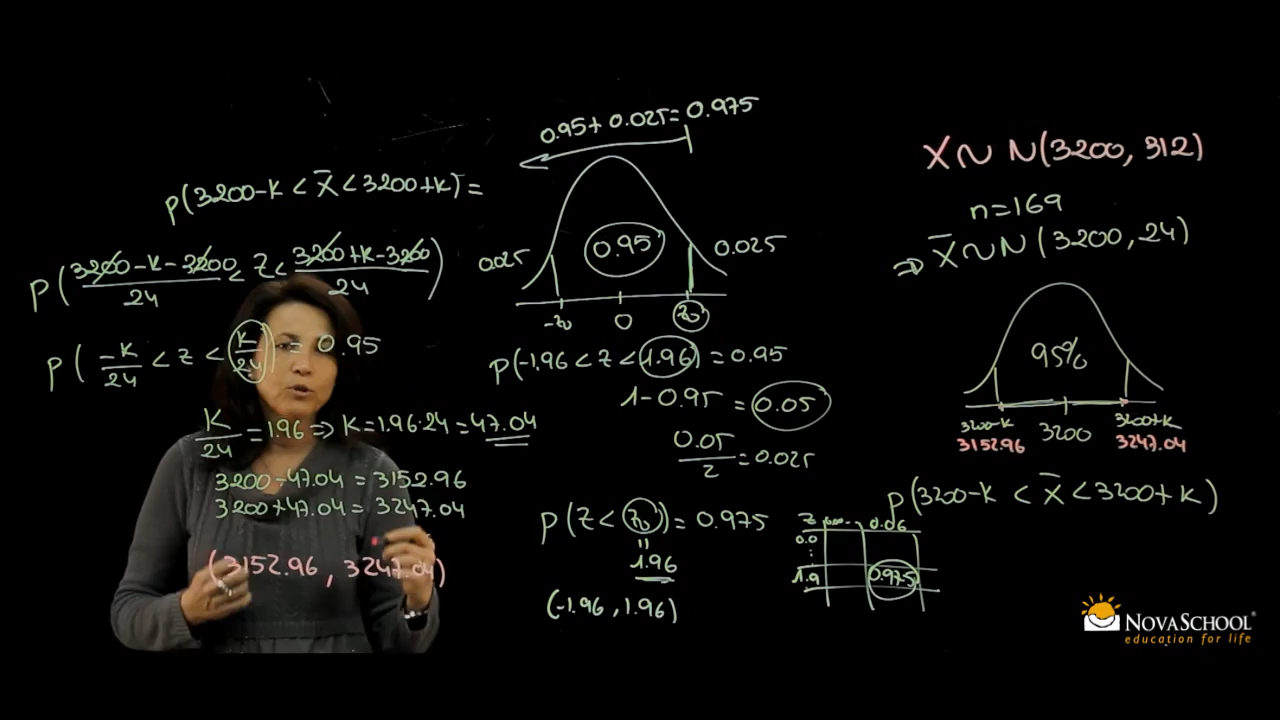 0.95 + 0.025 = 0.975
P(3200-K < X̄ < 3200+K) =
P( (3200-K-3200)/24 < Z < (3200+K-3200)/24 )
P( -K/24 < Z < K/24 ) = 0.95
K/24 = 1.96 ⇒ K = 1.96·24 = 47.04
3200 - 47.04 = 3152.96
3200 + 47.04 = 3247.04
(3152.96 , 3247.04)
0.025 0.95 0.025
-z0 0 z0
P(-1.96 < Z < 1.96) = 0.95
1 - 0.95 = 0.05
0.05/2 = 0.025
P(Z < z0) = 0.975
"
1.96
(-1.96 , 1.96)
X ~ N(3200, 312)
n = 169
⇒ X̄ ~ N(3200, 24)
95%
3200-K 3200 3200+K
3152.96 3247.04
P(3200-K < X̄ < 3200+K)
Z 0.06
0.0
:
1.9 0.975
NOVASCHOOL
education for life